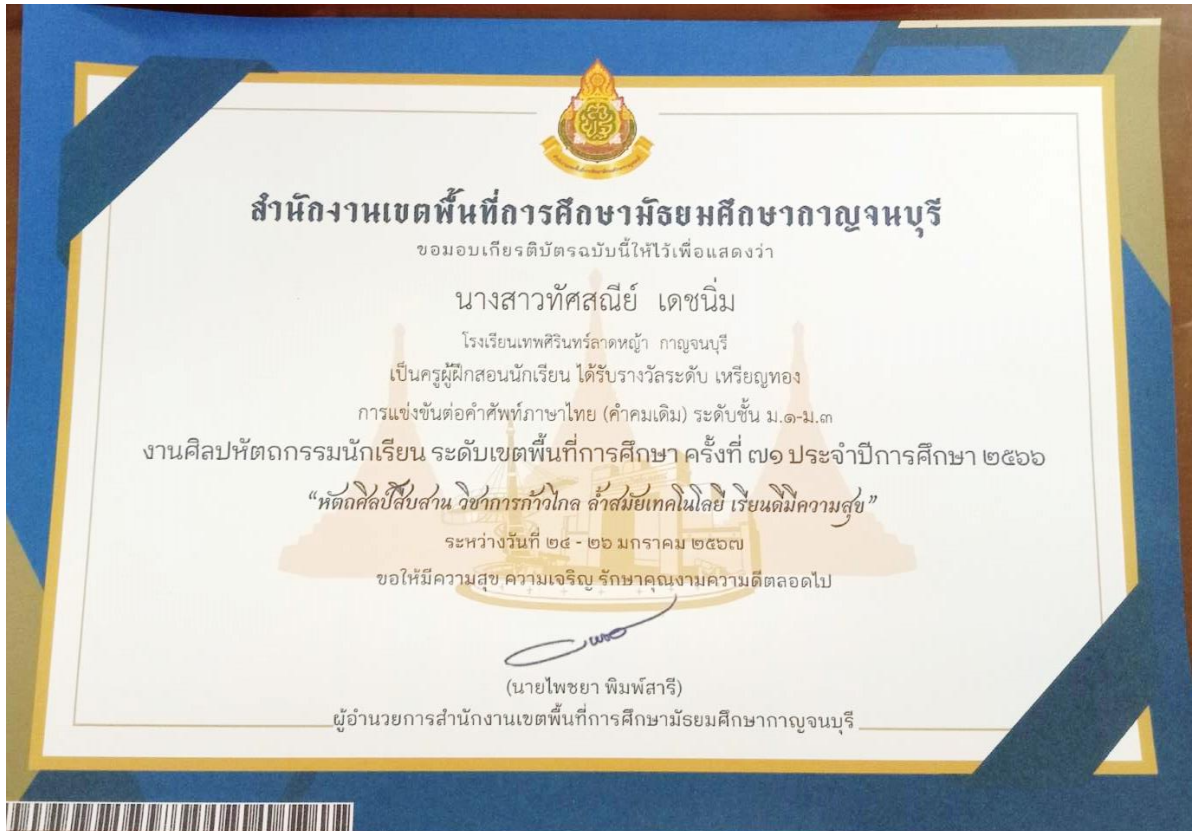 สำนักงานเขตพื้นที่การศึกษามัธยมศึกษากาญจนบุรี
ขอมอบเกียรติบัตรฉบับนี้ให้ไว้เพื่อแสดงว่า
นางสาวทัศสณีย์ เดชนิ่ม
โรงเรียนเทพศิรินทร์ลาดหญ้า กาญจนบุรี
เป็นครูผู้ฝึกสอนนักเรียน ได้รับรางวัลระดับ เหรียญทอง
การแข่งขันต่อคำศัพท์ภาษาไทย (คำคมเดิม) ระดับชั้น ม.๑-ม.๓
งานศิลปหัตถกรรมนักเรียน ระดับเขตพื้นที่การศึกษา ครั้งที่ ๗๑ ประจำปีการศึกษา ๒๕๖๖
“หัตถศิลป์สืบสาน วิชาการก้าวไกล ล้ำสมัยเทคโนโลยี เรียนดีมีความสุข”
ระหว่างวันที่ ๒๔ - ๒๖ มกราคม ๒๕๖๗
ขอให้มีความสุข ความเจริญ รักษาคุณงามความดีตลอดไป
(นายไพชยา พิมพ์สารี)
ผู้อำนวยการสำนักงานเขตพื้นที่การศึกษามัธยมศึกษากาญจนบุรี